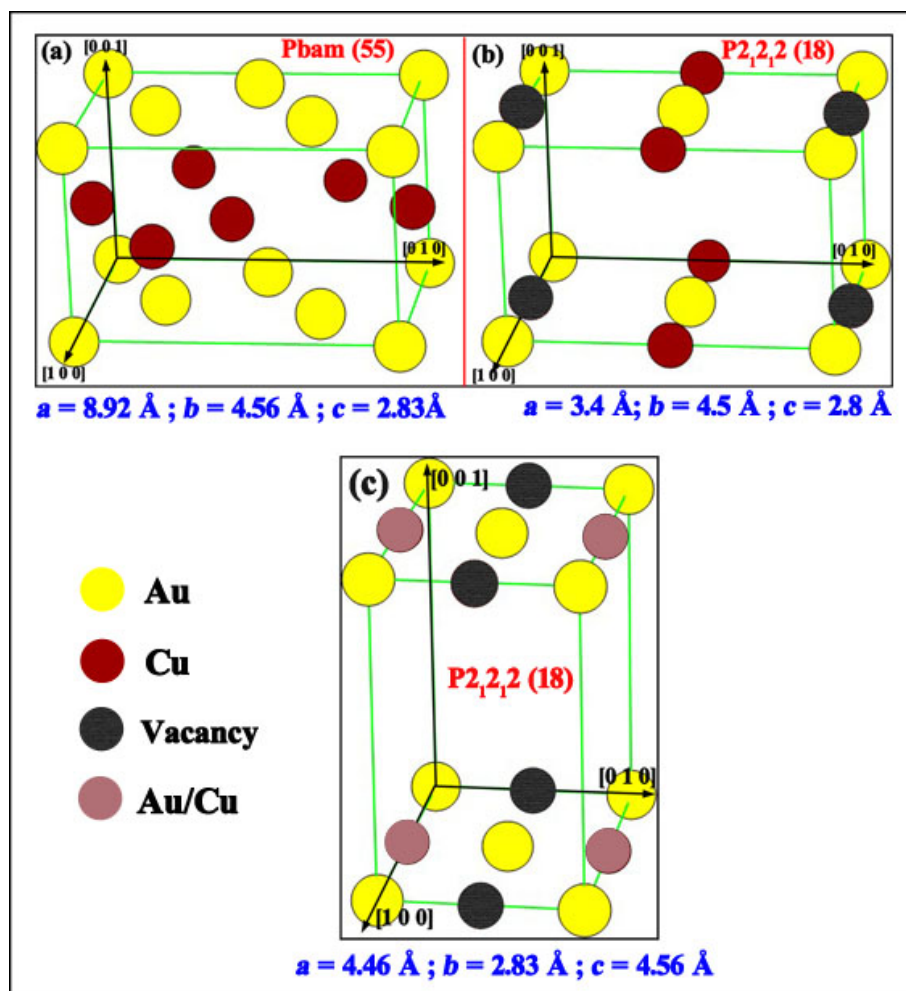 (a)
[0 0 1]
Pbam (55)
[0 1 0]
[1 0 0]
a = 8.92 Å ; b = 4.56 Å ; c = 2.83Å
(b)
[0 0 1]
P2₁2₁2 (18)
[0 1 0]
[1 0 0]
a = 3.4 Å; b = 4.5 Å ; c = 2.8 Å
(c)
[0 0 1]
P2₁2₁2 (18)
[0 1 0]
[1 0 0]
a = 4.46 Å ; b = 2.83 Å ; c = 4.56 Å
Au
Cu
Vacancy
Au/Cu